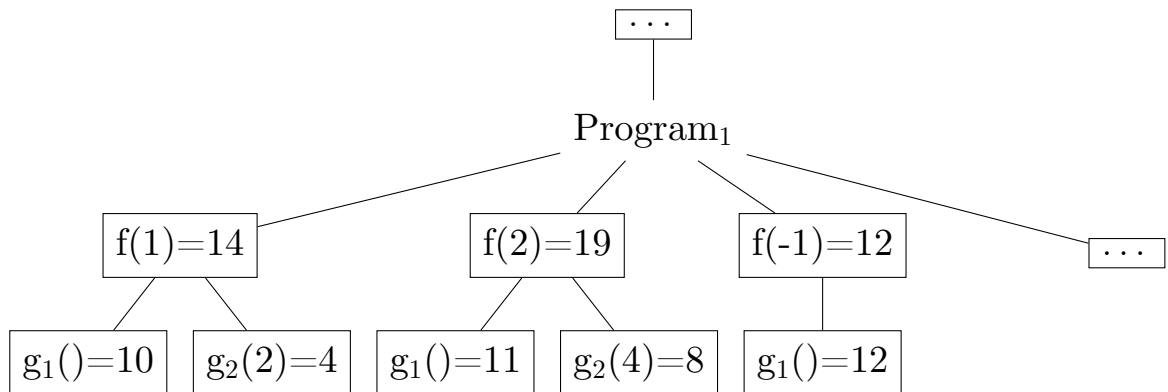 ...
Program₁
f(1)=14 f(2)=19 f(-1)=12 ...
g₁()=10 g₂(2)=4 g₁()=11 g₂(4)=8 g₁()=12